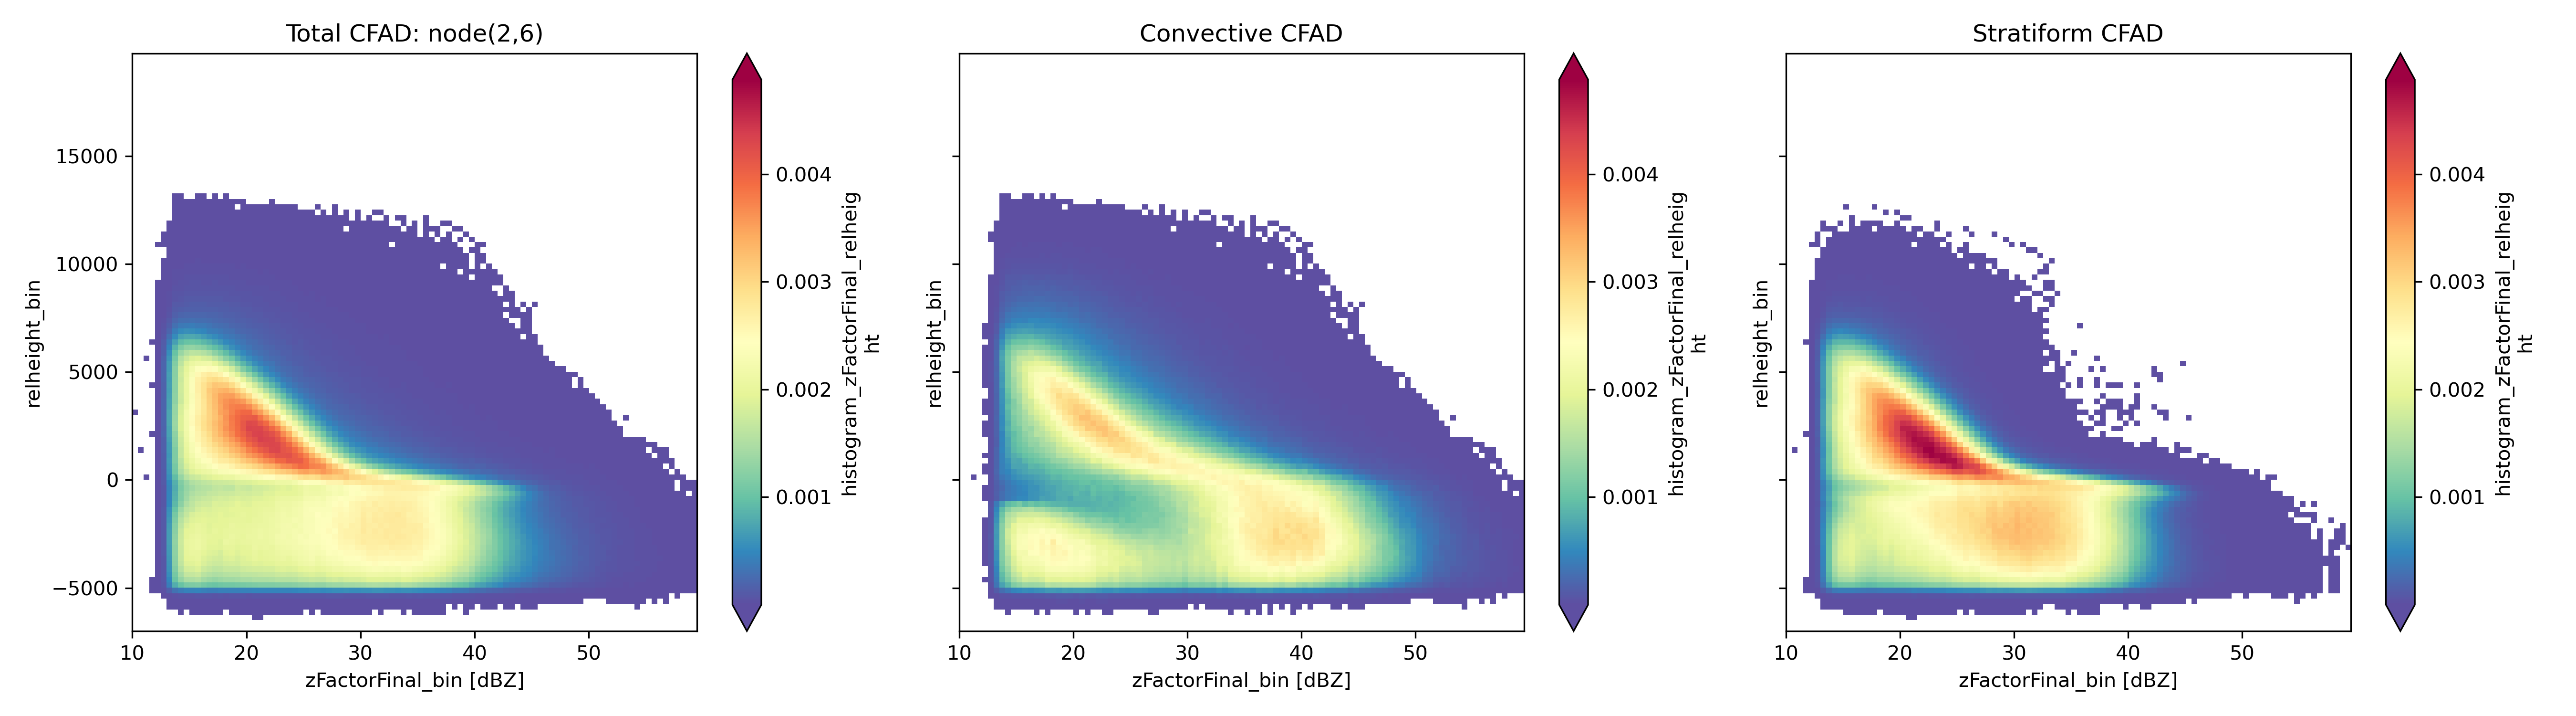 Total CFAD: node(2,6)
Convective CFAD
Stratiform CFAD
relheight_bin
15000
10000
5000
0
−5000
10
20
30
40
50
zFactorFinal_bin [dBZ]
0.004
0.003
0.002
0.001
histogram_zFactorFinal_relheig
ht
relheight_bin
10
20
30
40
50
zFactorFinal_bin [dBZ]
0.004
0.003
0.002
0.001
histogram_zFactorFinal_relheig
ht
relheight_bin
10
20
30
40
50
zFactorFinal_bin [dBZ]
0.004
0.003
0.002
0.001
histogram_zFactorFinal_relheig
ht